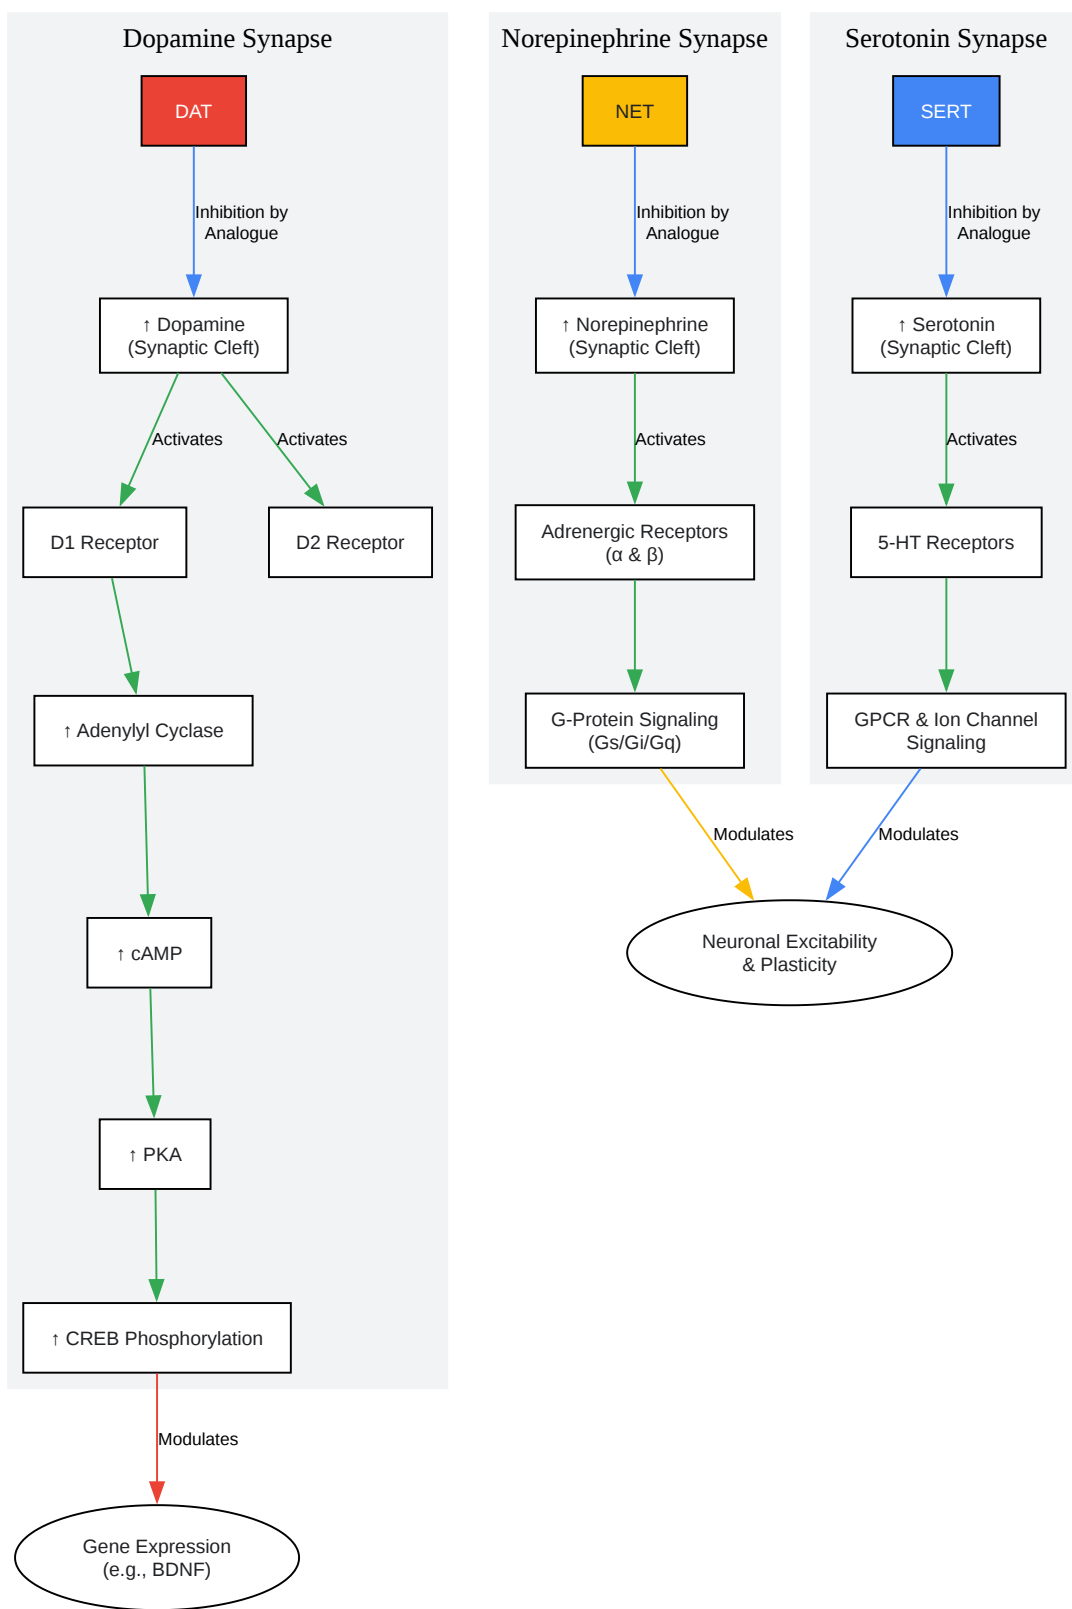 Dopamine Synapse
DAT
Inhibition by
Analogue
↑ Dopamine
(Synaptic Cleft)
Activates
Activates
D1 Receptor
D2 Receptor
↑ Adenylyl Cyclase
↑ cAMP
↑ PKA
↑ CREB Phosphorylation
Modulates
Gene Expression
(e.g., BDNF)
Norepinephrine Synapse
NET
Inhibition by
Analogue
↑ Norepinephrine
(Synaptic Cleft)
Activates
Adrenergic Receptors
(α & β)
G-Protein Signaling
(Gs/Gi/Gq)
Modulates
Serotonin Synapse
SERT
Inhibition by
Analogue
↑ Serotonin
(Synaptic Cleft)
Activates
5-HT Receptors
GPCR & Ion Channel
Signaling
Modulates
Neuronal Excitability
& Plasticity